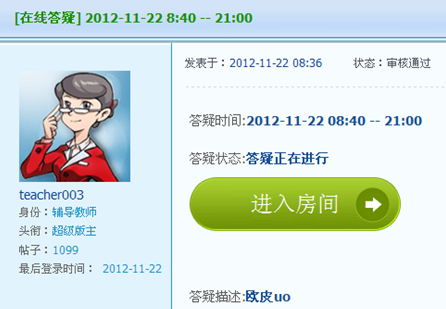 [在线答疑] 2012-11-22 8:40 -- 21:00
teacher003
身份：辅导教师
头衔：超级版主
帖子：1099
最后登录时间： 2012-11-22
发表于：2012-11-22 08:36 状态：审核通过
答疑时间:2012-11-22 08:40 -- 21:00
答疑状态:答疑正在进行
进入房间
答疑描述:欧皮uo